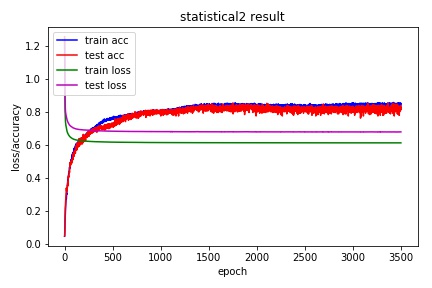 statistical2 result
train acc
test acc
train loss
test loss
loss/accuracy
1.2
1.0
0.8
0.6
0.4
0.2
0.0
0
500
1000
1500
2000
2500
3000
3500
epoch